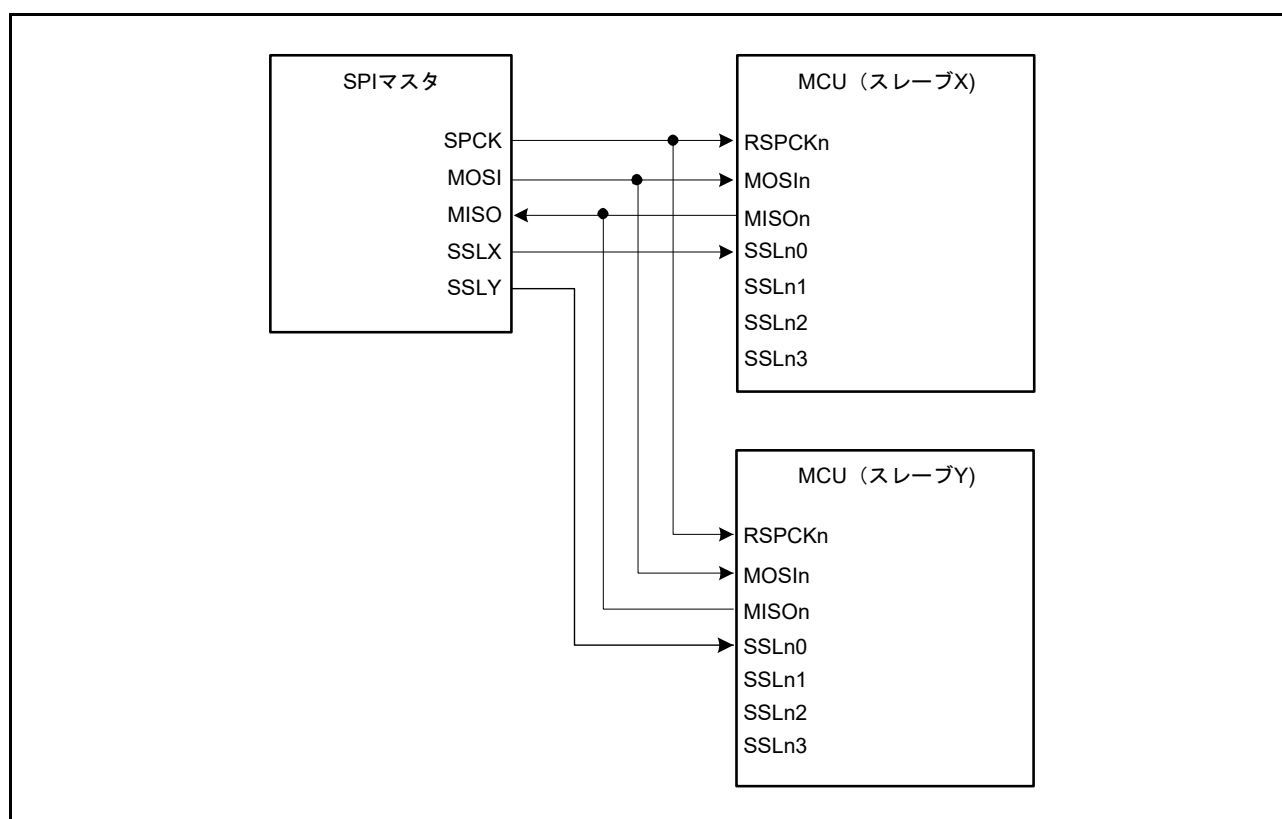 SPIマスタ
SPCK
MOSI
MISO
SSLX
SSLY
MCU（スレーブX)
RSPCKn
MOSIn
MISOn
SSLn0
SSLn1
SSLn2
SSLn3
MCU（スレーブY)
RSPCKn
MOSIn
MISOn
SSLn0
SSLn1
SSLn2
SSLn3